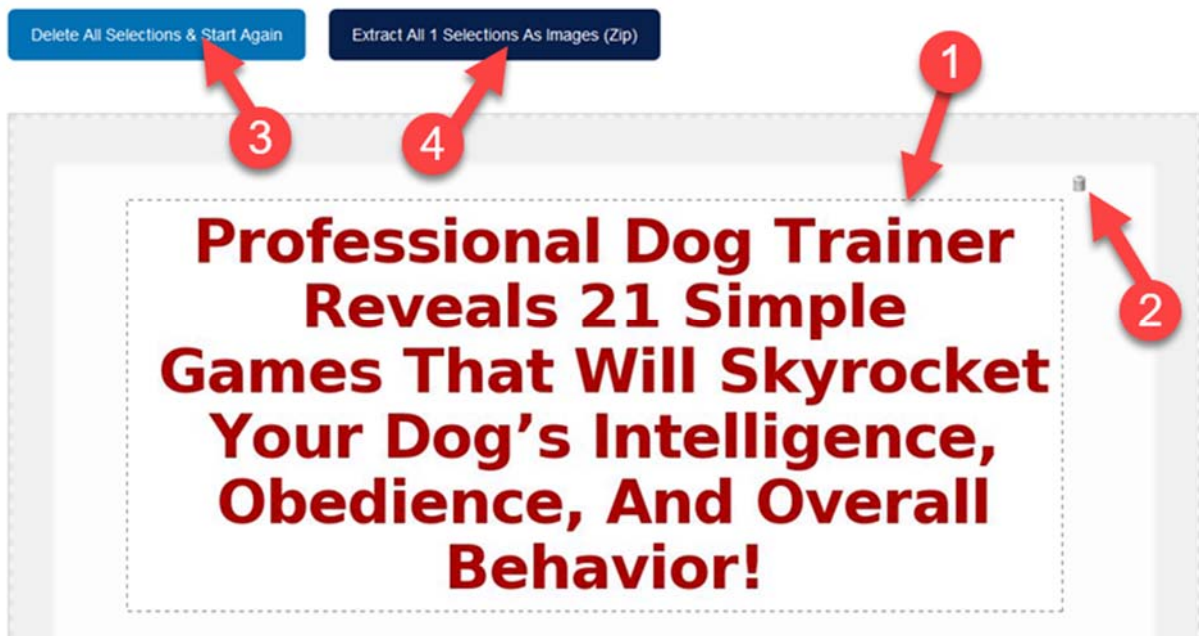 Delete All Selections & Start Again
Extract All 1 Selections As Images (Zip)
1
3
4
2
Professional Dog Trainer
Reveals 21 Simple
Games That Will Skyrocket
Your Dog’s Intelligence,
Obedience, And Overall
Behavior!